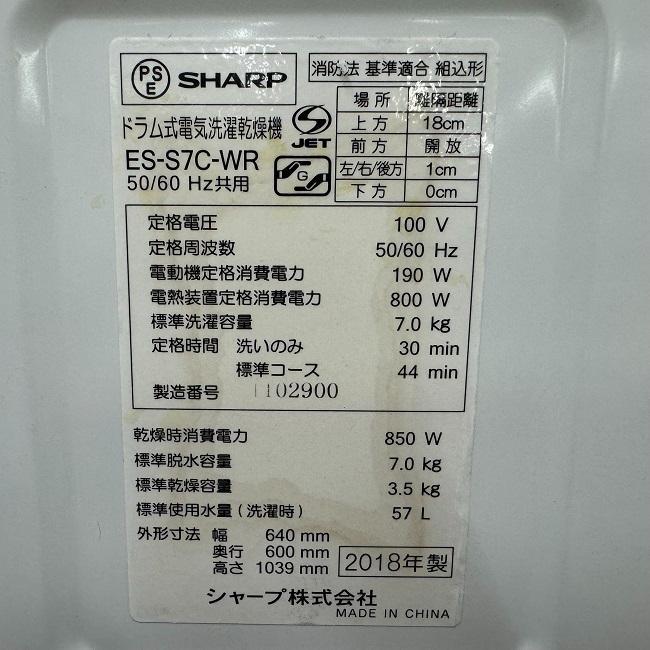 PSE SHARP
消防法 基準適合 組込形
場所 離隔距離
上方 18cm
前方 開放
左/右/後方 1cm
下方 0cm
ドラム式電気洗濯乾燥機
S JET
ES-S7C-WR
50/60 Hz共用
G
定格電圧 100 V
定格周波数 50/60 Hz
電動機定格消費電力 190 W
電熱装置定格消費電力 800 W
標準洗濯容量 7.0 kg
定格時間 洗いのみ 30 min
標準コース 44 min
製造番号 102900
乾燥時消費電力 850 W
標準脱水容量 7.0 kg
標準乾燥容量 3.5 kg
標準使用水量(洗濯時) 57 L
外形寸法 幅 640 mm
奥行 600 mm
高さ 1039 mm
2018年製
シャープ株式会社
MADE IN CHINA